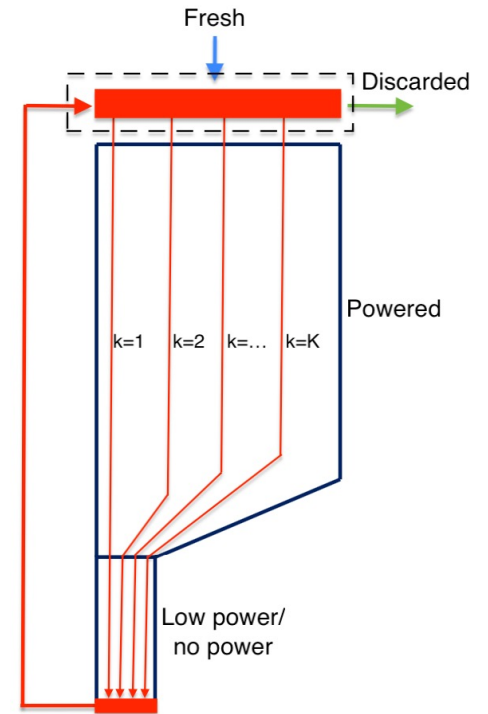 Fresh
Discarded
Powered
k=1 k=2 k=... k=K
Low power/
no power